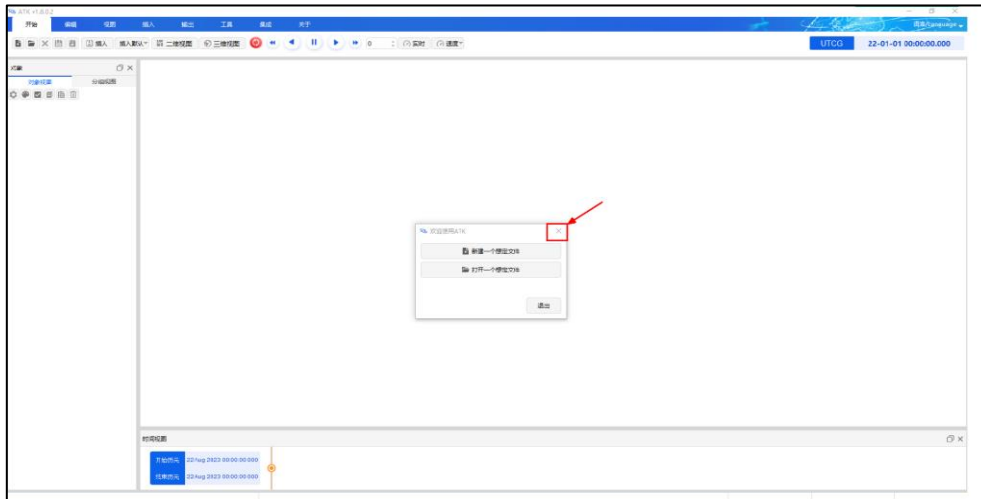 ATK v1.0.0.2
开始 编辑 视图 插入 输出 工具 集成 关于 语言/Language
插入 插入默认 二维视图 三维视图 0 实时 速度 UTCG 22-01-01 00:00:00.000
对象
对象视图 分组视图
欢迎使用ATK
新建一个想定文件
打开一个想定文件
退出
时间视图
开始历元 22 Aug 2023 00:00:00.000
结束历元 22 Aug 2023 00:00:00.000